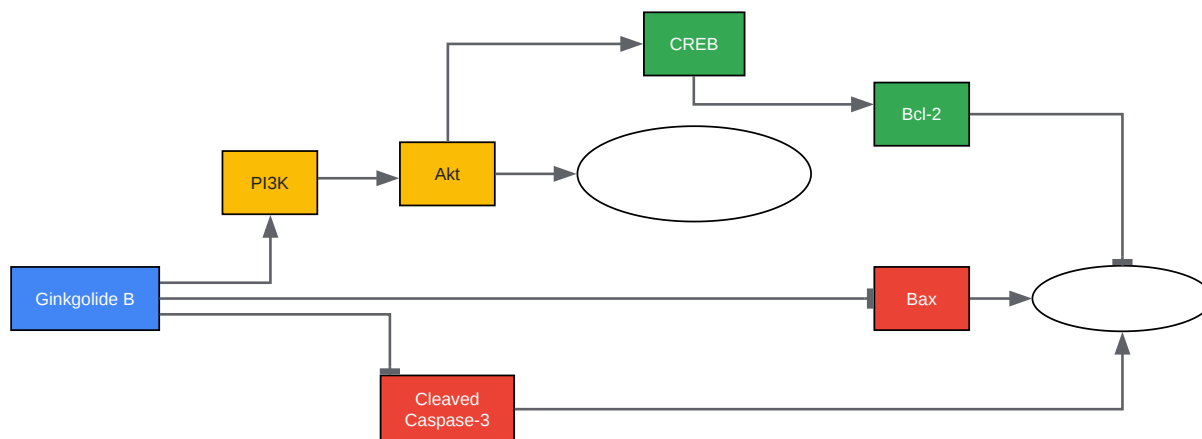 CREB
Bcl-2
PI3K
Akt
Ginkgolide B
Bax
Cleaved
Caspase-3